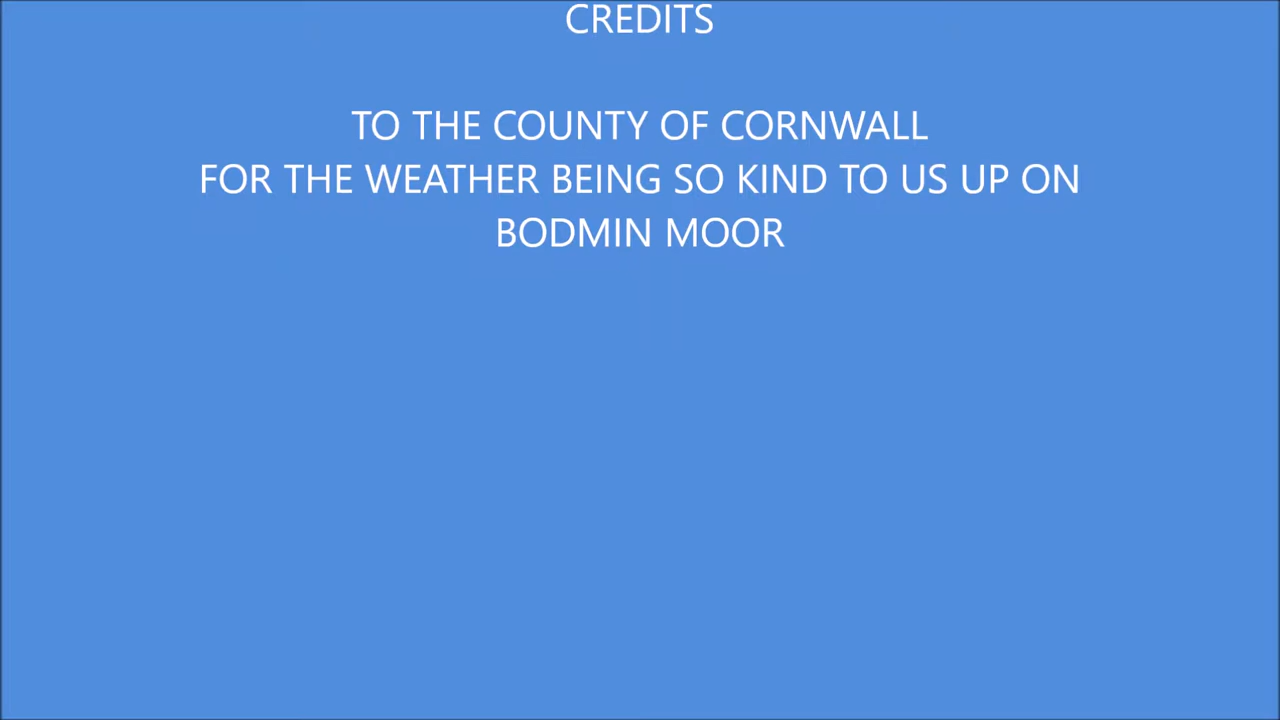 CREDITS
TO THE COUNTY OF CORNWALL
FOR THE WEATHER BEING SO KIND TO US UP ON
BODMIN MOOR